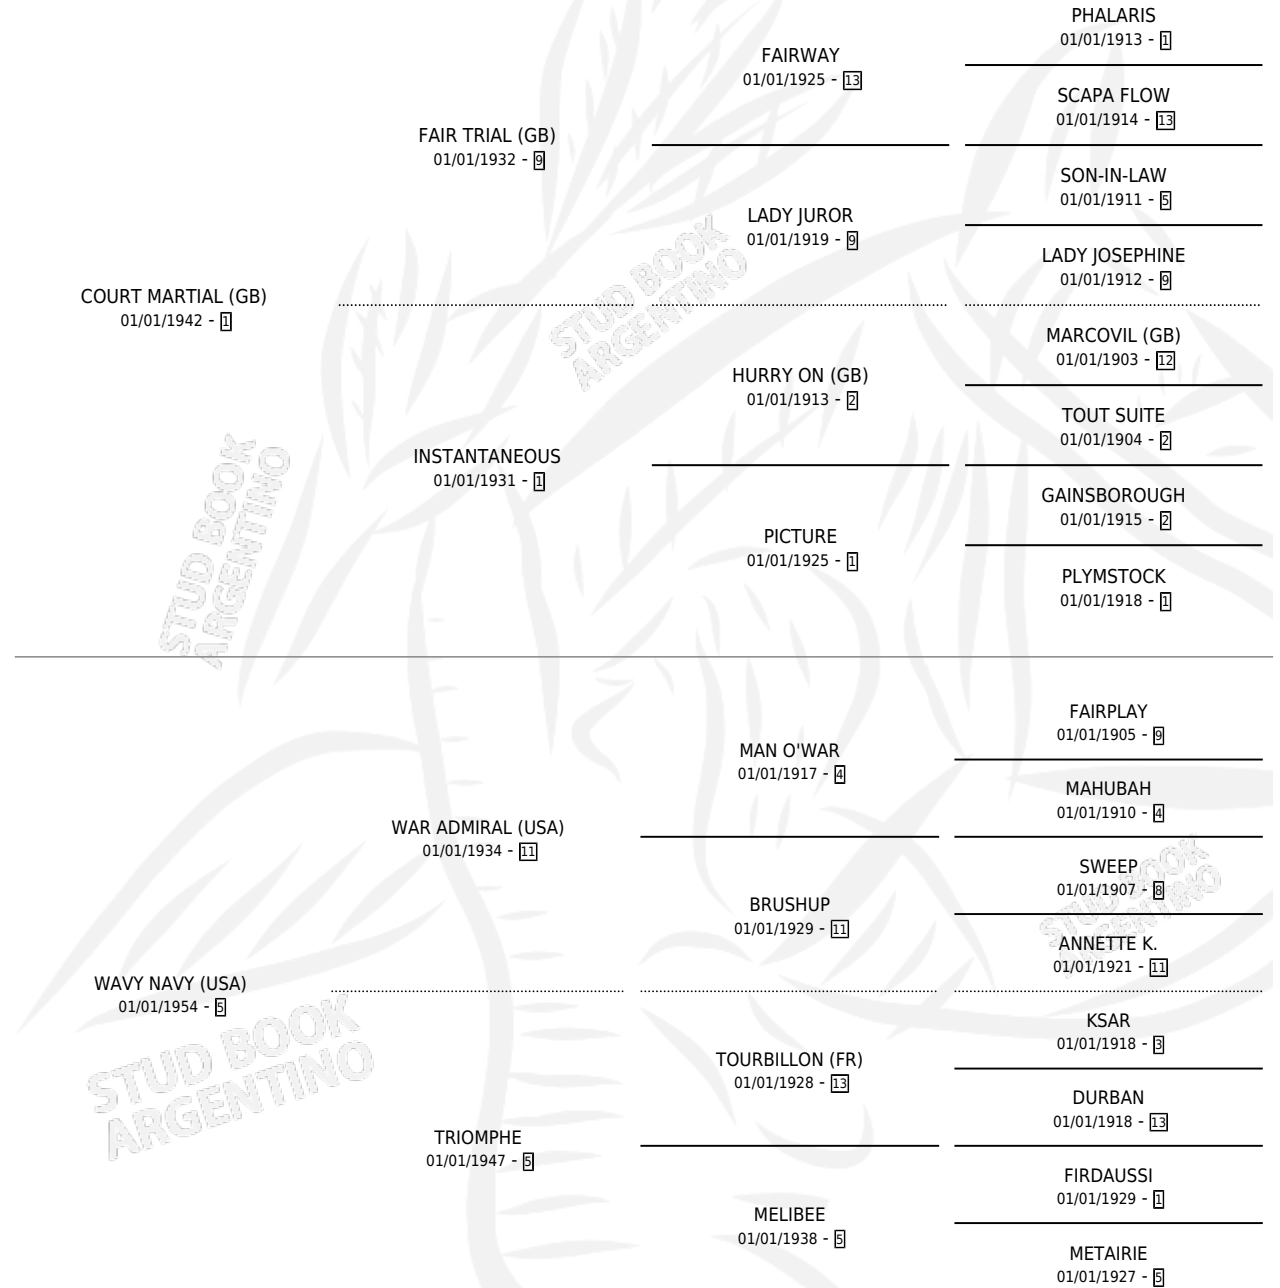 PHALARIS
01/01/1913 - 1
FAIRWAY
01/01/1925 - 13
SCAPA FLOW
01/01/1914 - 13
FAIR TRIAL (GB)
01/01/1932 - 9
SON-IN-LAW
01/01/1911 - 5
LADY JUROR
01/01/1919 - 9
LADY JOSEPHINE
01/01/1912 - 9
COURT MARTIAL (GB)
01/01/1942 - 1
MARCOVIL (GB)
01/01/1903 - 12
HURRY ON (GB)
01/01/1913 - 2
TOUT SUITE
01/01/1904 - 2
INSTANTANEOUS
01/01/1931 - 1
GAINSBOROUGH
01/01/1915 - 2
PICTURE
01/01/1925 - 1
PLYMSTOCK
01/01/1918 - 1
FAIRPLAY
01/01/1905 - 9
MAN O'WAR
01/01/1917 - 4
MAHUBAH
01/01/1910 - 4
WAR ADMIRAL (USA)
01/01/1934 - 11
SWEEP
01/01/1907 - 8
BRUSHUP
01/01/1929 - 11
ANNETTE K.
01/01/1921 - 11
WAVY NAVY (USA)
01/01/1954 - 5
KSAR
01/01/1918 - 3
TOURBILLON (FR)
01/01/1928 - 13
DURBAN
01/01/1918 - 13
TRIOMPHE
01/01/1947 - 5
FIRDAUSSI
01/01/1929 - 1
MELIBEE
01/01/1938 - 5
METAIRIE
01/01/1927 - 5
STUD BOOK
ARGENTINO
STUD BOOK
ARGENTINO
STUD BOOK
ARGENTINO
STUD BOOK
ARGENTINO